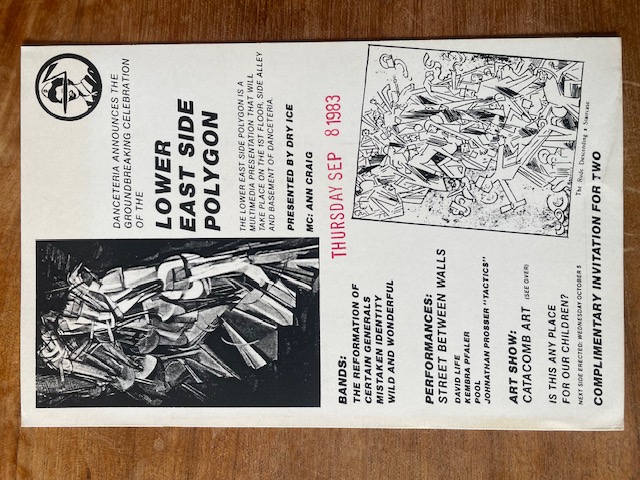 DANCETERIA ANNOUNCES THE
GROUNDBREAKING CELEBRATION
OF THE
LOWER
EAST SIDE
POLYGON
THE LOWER EAST SIDE POLYGON IS A
MULTIMEDIA PRESENTATION THAT WILL
TAKE PLACE ON THE 1ST FLOOR, SIDE ALLEY
AND BASEMENT OF DANCETERIA.
PRESENTED BY DRY ICE
MC: ANN CRAIG
THURSDAY SEP 8 1983
BANDS:
THE REFORMATION OF
CERTAIN GENERALS
MISTAKEN IDENTITY
WILD AND WONDERFUL
PERFORMANCES:
STREET BETWEEN WALLS
DAVID LIFE
KEMBRA PFALER
POOL
JOHNATHAN PROSSER "TACTICS"
ART SHOW:
CATACOMB ART (SEE OVER)
IS THIS ANY PLACE
FOR OUR CHILDREN?
NEXT SIDE ERECTED: WEDNESDAY OCTOBER 5
COMPLIMENTARY INVITATION FOR TWO
The Rude Descending a Staircase